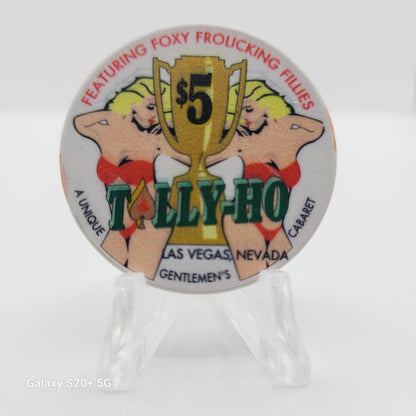 FEATURING FOXY FROLICKING FILLIES
$5
TALLY-HO
LAS VEGAS, NEVADA
A UNIQUE GENTLEMEN'S CABARET
Galaxy S20+ 5G